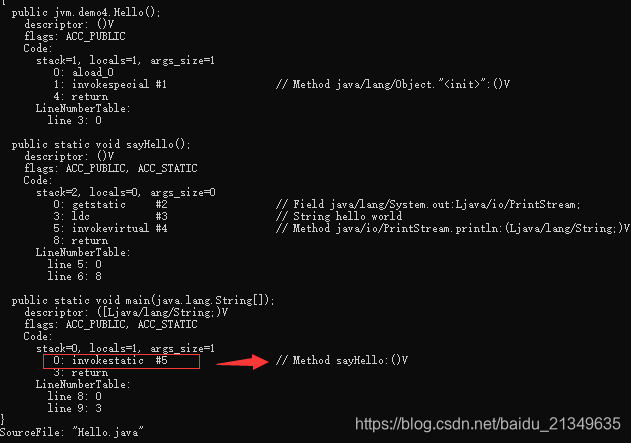 {
  public jvm.demo4.Hello();
    descriptor: ()V
    flags: ACC_PUBLIC
    Code:
      stack=1, locals=1, args_size=1
         0: aload_0
         1: invokespecial #1                  // Method java/lang/Object."<init>":()V
         4: return
      LineNumberTable:
        line 3: 0

  public static void sayHello();
    descriptor: ()V
    flags: ACC_PUBLIC, ACC_STATIC
    Code:
      stack=2, locals=0, args_size=0
         0: getstatic     #2                  // Field java/lang/System.out:Ljava/io/PrintStream;
         3: ldc           #3                  // String hello world
         5: invokevirtual #4                  // Method java/io/PrintStream.println:(Ljava/lang/String;)V
         8: return
      LineNumberTable:
        line 5: 0
        line 6: 8

  public static void main(java.lang.String[]);
    descriptor: ([Ljava/lang/String;)V
    flags: ACC_PUBLIC, ACC_STATIC
    Code:
      stack=0, locals=1, args_size=1
         0: invokestatic  #5                  // Method sayHello:()V
         3: return
      LineNumberTable:
        line 8: 0
        line 9: 3
}
SourceFile: "Hello.java"
https://blog.csdn.net/baidu_21349635